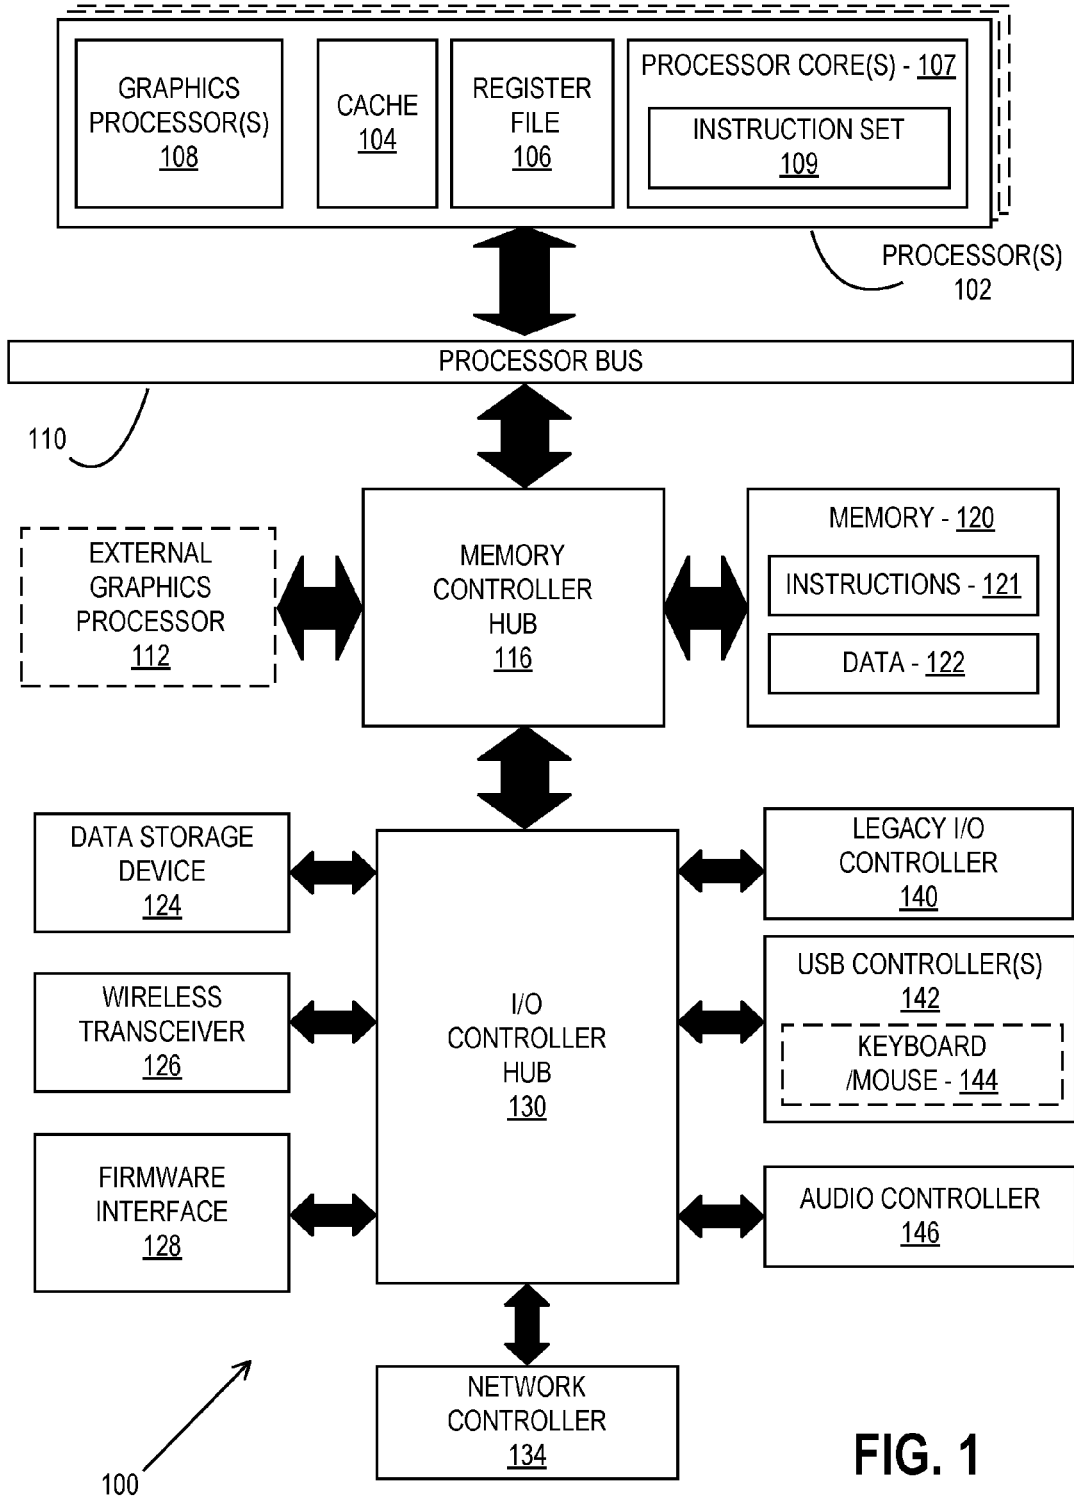 GRAPHICS
PROCESSOR(S)
108
CACHE
104
REGISTER
FILE
106
PROCESSOR CORE(S) - 107
INSTRUCTION SET
109
PROCESSOR(S)
102
PROCESSOR BUS
110
EXTERNAL
GRAPHICS
PROCESSOR
112
MEMORY
CONTROLLER
HUB
116
MEMORY - 120
INSTRUCTIONS - 121
DATA - 122
DATA STORAGE
DEVICE
124
WIRELESS
TRANSCEIVER
126
FIRMWARE
INTERFACE
128
I/O
CONTROLLER
HUB
130
LEGACY I/O
CONTROLLER
140
USB CONTROLLER(S)
142
KEYBOARD
/MOUSE - 144
AUDIO CONTROLLER
146
NETWORK
CONTROLLER
134
100
FIG. 1